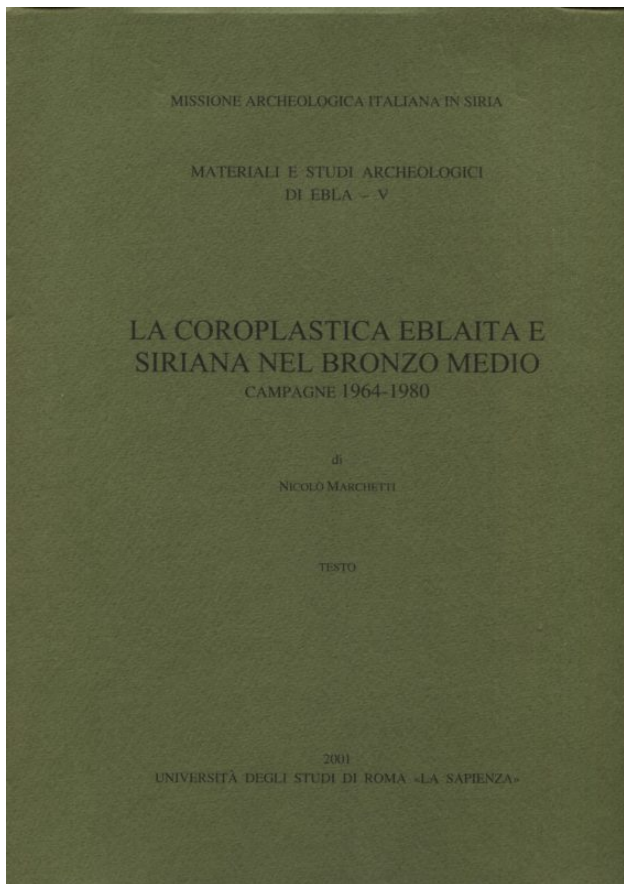 MISSIONE ARCHEOLOGICA ITALIANA IN SIRIA
MATERIALI E STUDI ARCHEOLOGICI
DI EBLA – V
LA COROPLASTICA EBLAITA E
SIRIANA NEL BRONZO MEDIO
CAMPAGNE 1964-1980
di
NICOLÒ MARCHETTI
TESTO
2001
UNIVERSITÀ DEGLI STUDI DI ROMA «LA SAPIENZA»